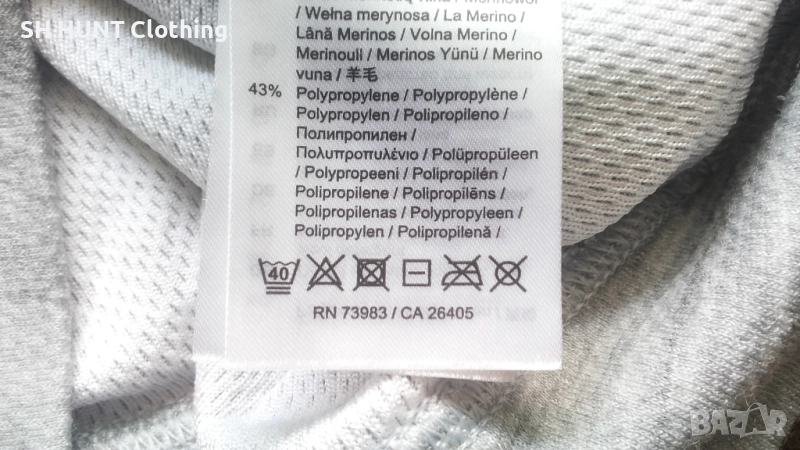 SH HUNT Clothing
/ Wełna merynosa / La Merino /
Lână Merinos / Volna Merino /
Merinouli / Merinos Yünü / Merino
vuna / 羊毛
43% Polypropylene / Polypropylène /
Polypropylen / Polipropileno /
Полипропилен /
Πολυπροπυλένιο / Polüpropüleen
/ Polypropeeni / Polipropilén /
Polipropilene / Polipropilēns /
Polipropilenas / Polypropyleen /
Polipropylen / Polipropilenă /
40
RN 73983 / CA 26405
BAZAR